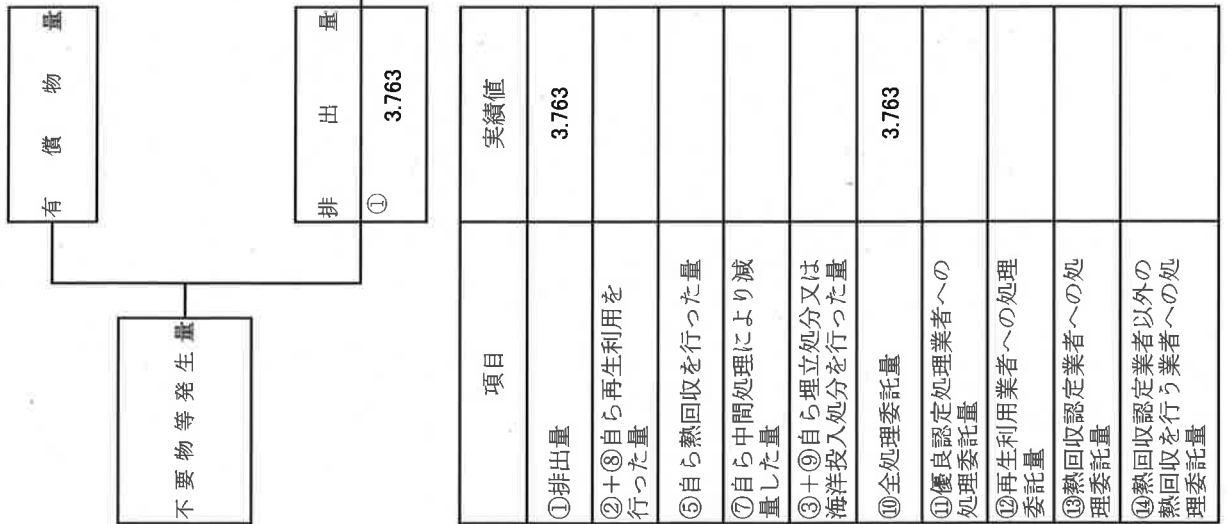 有償物量
不要物等発生量
排出量
①
3.763
項目 実績値
①排出量 3.763
②+⑧自ら再生利用を
行った量
⑤自ら熱回収を行った量
⑦自ら中間処理により減
量した量
③+⑨自ら埋立処分又は
海洋投入処分を行った量
⑩全処理委託量 3.763
⑪優良認定処理業者への
処理委託量
⑫再生利用業者への処理
委託量
⑬熱回収認定業者への処
理委託量
⑭熱回収認定業者以外の
熱回収を行う業者への処
理委託量